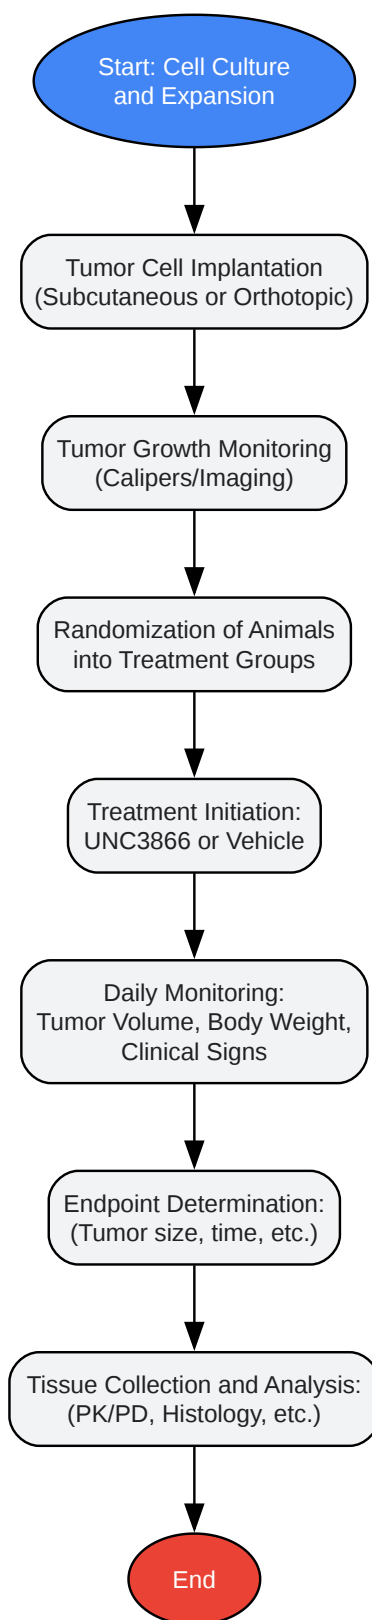 Start: Cell Culture
and Expansion
Tumor Cell Implantation
(Subcutaneous or Orthotopic)
Tumor Growth Monitoring
(Calipers/Imaging)
Randomization of Animals
into Treatment Groups
Treatment Initiation:
UNC3866 or Vehicle
Daily Monitoring:
Tumor Volume, Body Weight,
Clinical Signs
Endpoint Determination:
(Tumor size, time, etc.)
Tissue Collection and Analysis:
(PK/PD, Histology, etc.)
End